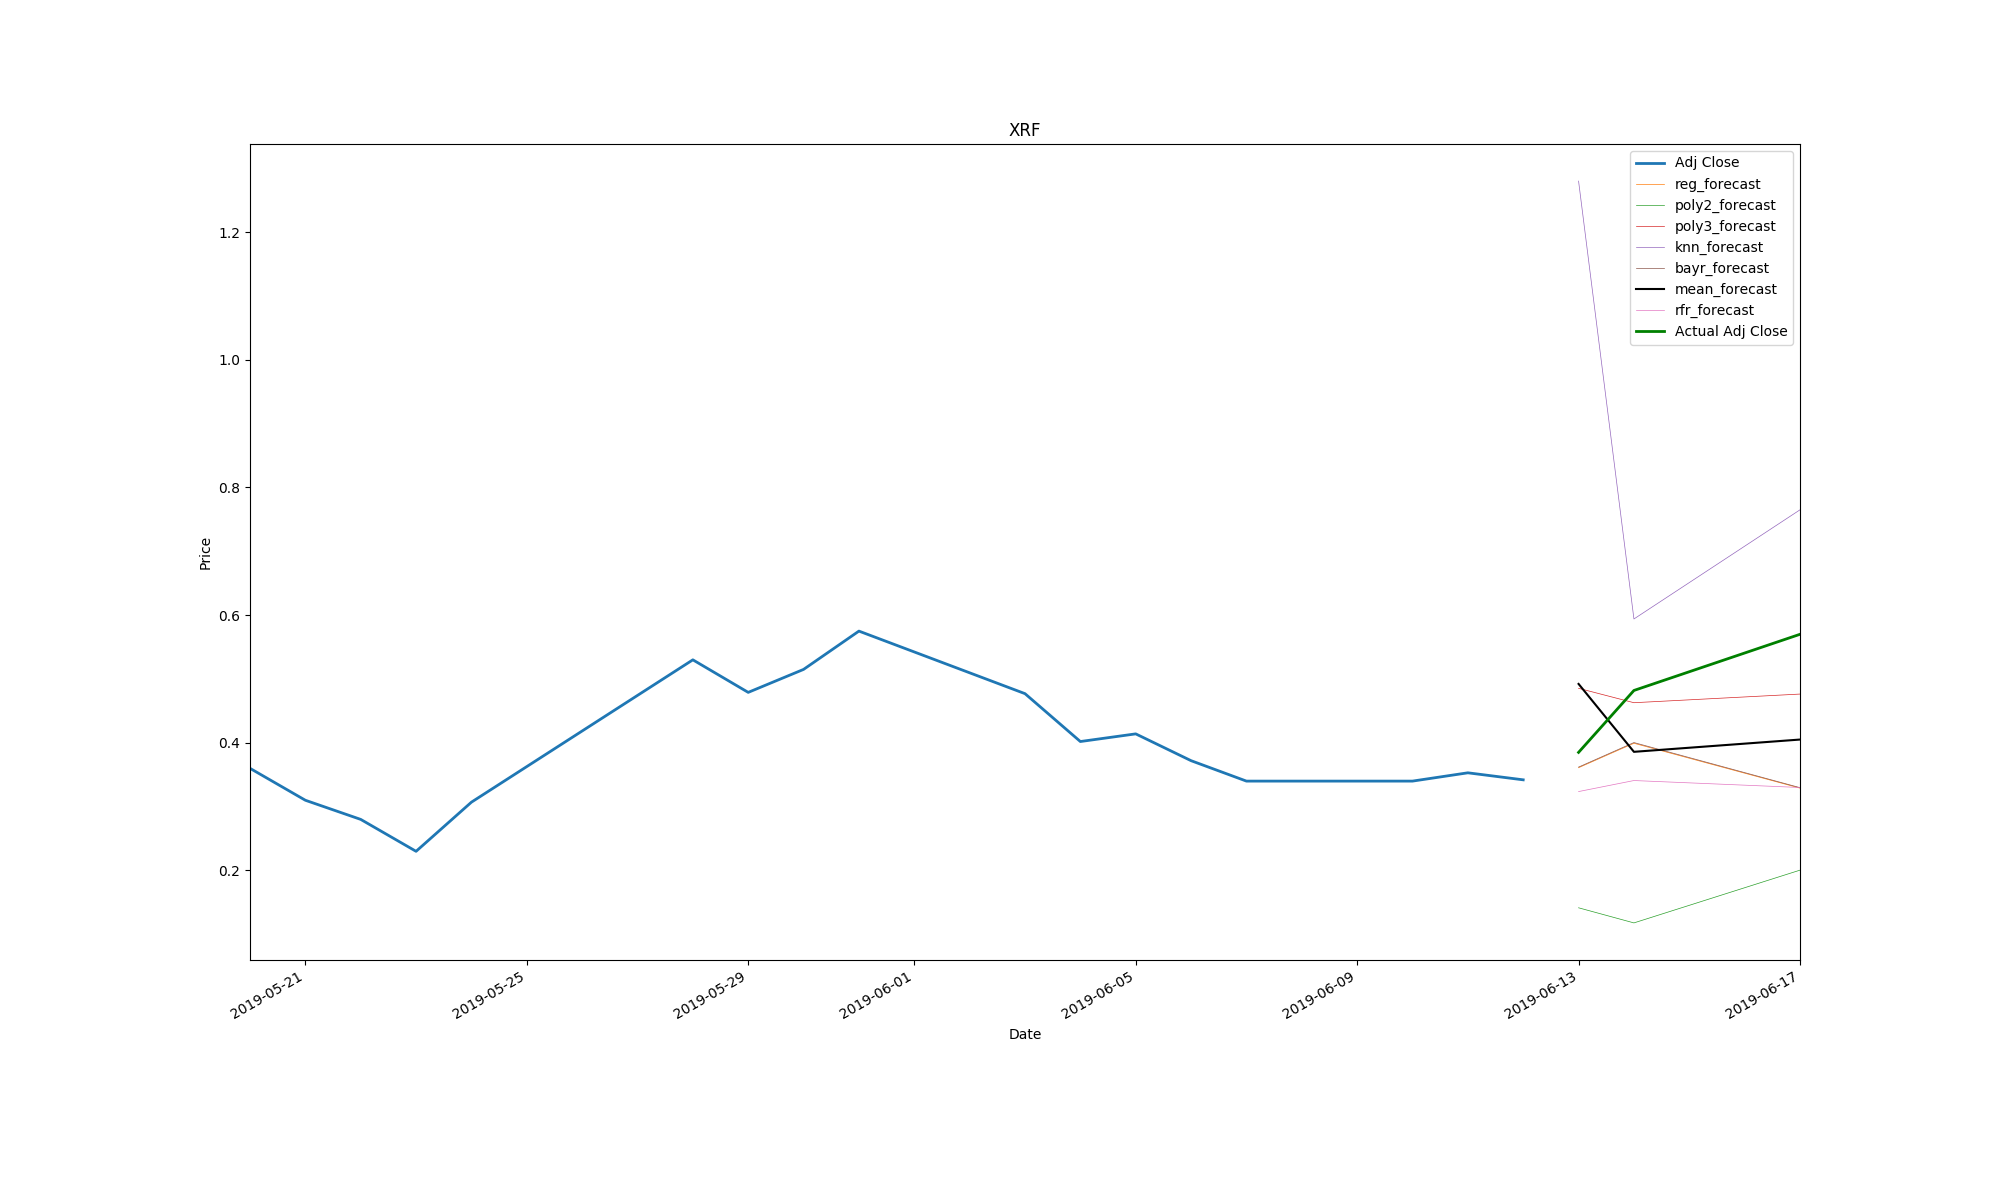 XRF
Adj Close
reg_forecast
poly2_forecast
poly3_forecast
knn_forecast
bayr_forecast
mean_forecast
rfr_forecast
Actual Adj Close
1.2
1.0
0.8
0.6
0.4
0.2
Price
2019-05-21
2019-05-25
2019-05-29
2019-06-01
2019-06-05
2019-06-09
2019-06-13
2019-06-17
Date